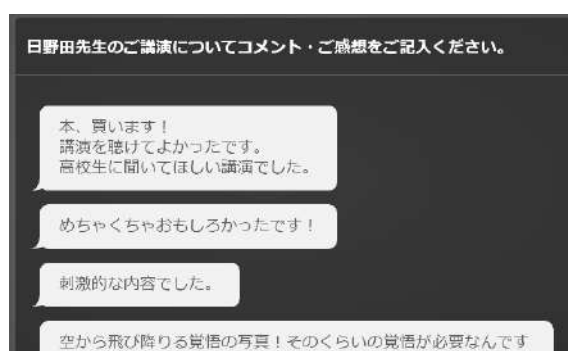 日野田先生のご講演についてコメント・ご感想をご記入ください。
本、買います！
講演を聴けてよかったです。
高校生に聞いてほしい講演でした。
めちゃくちゃおもしろかったです！
刺激的な内容でした。
空から飛び降りる覚悟の写真！そのくらいの覚悟が必要なんです